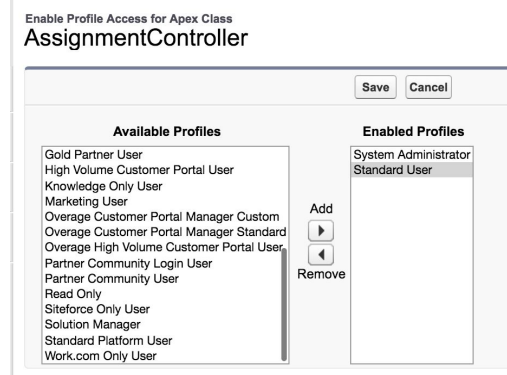 Enable Profile Access for Apex Class
AssignmentController
Save Cancel
Available Profiles
Gold Partner User
High Volume Customer Portal User
Knowledge Only User
Marketing User
Overage Customer Portal Manager Custom
Overage Customer Portal Manager Standard
Overage High Volume Customer Portal User
Partner Community Login User
Partner Community User
Read Only
Siteforce Only User
Solution Manager
Standard Platform User
Work.com Only User
Add
Remove
Enabled Profiles
System Administrator
Standard User